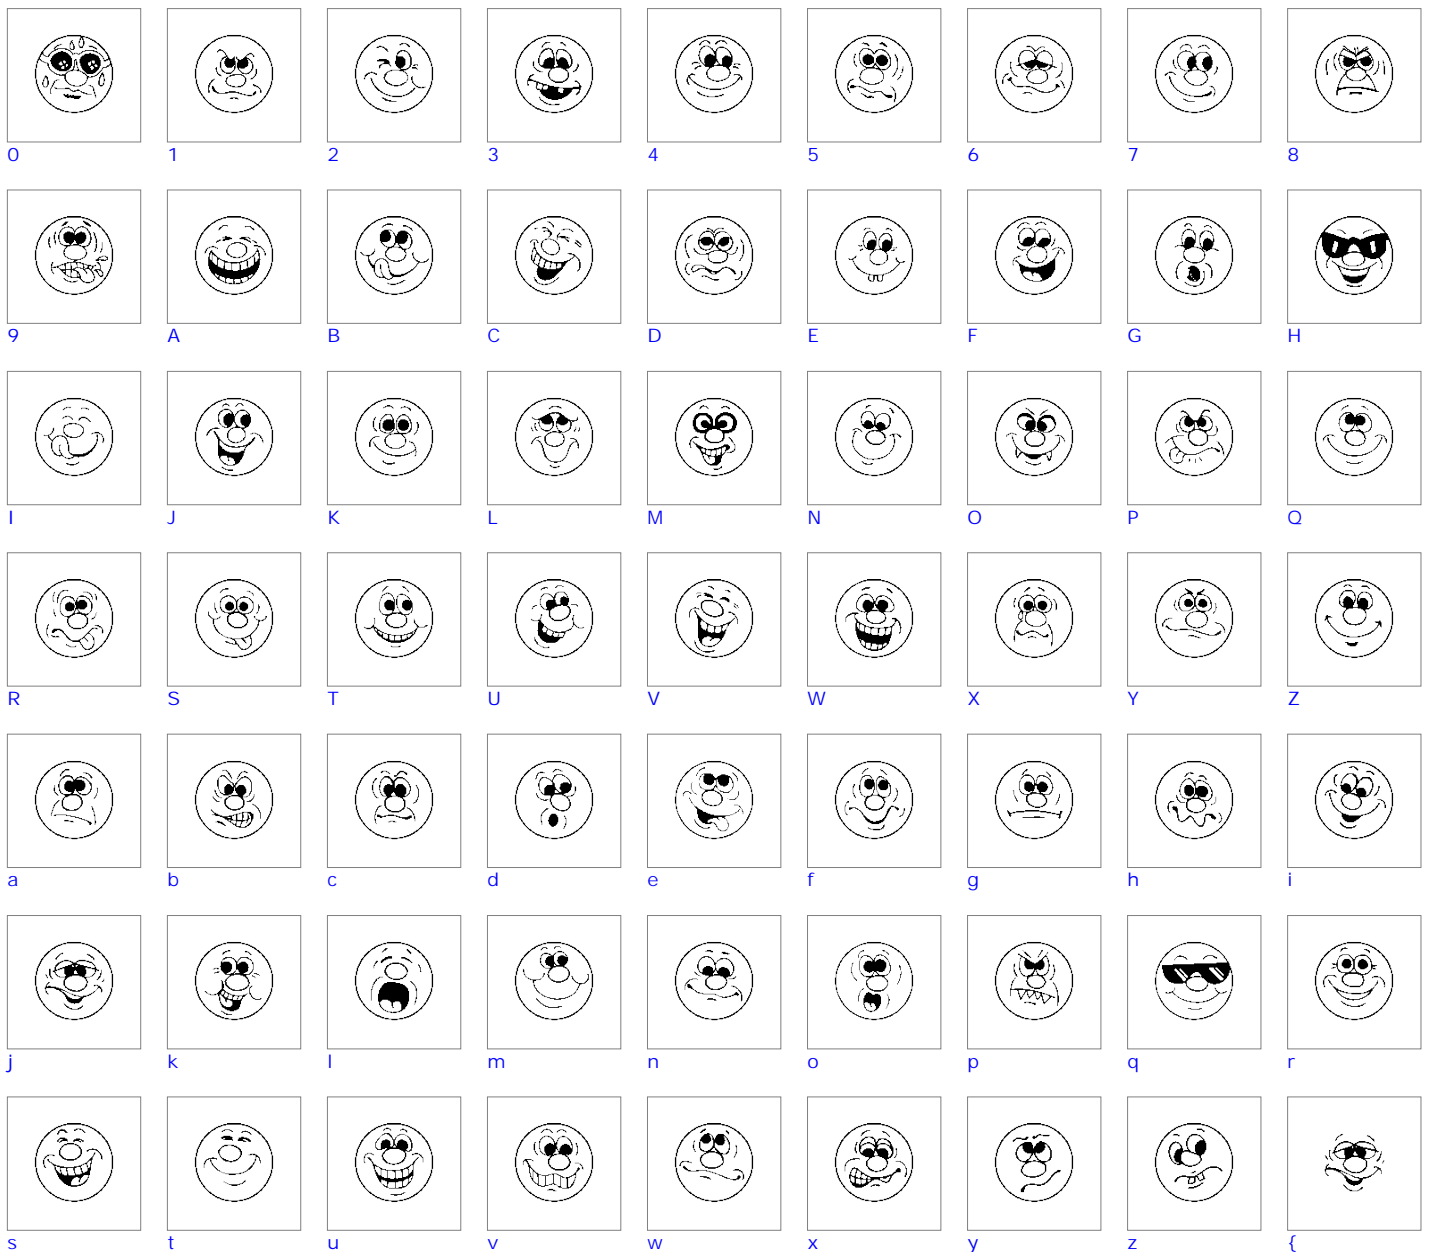 0 1 2 3 4 5 6 7 8
9 A B C D E F G H
I J K L M N O P Q
R S T U V W X Y Z
a b c d e f g h i
j k l m n o p q r
s t u v w x y z {